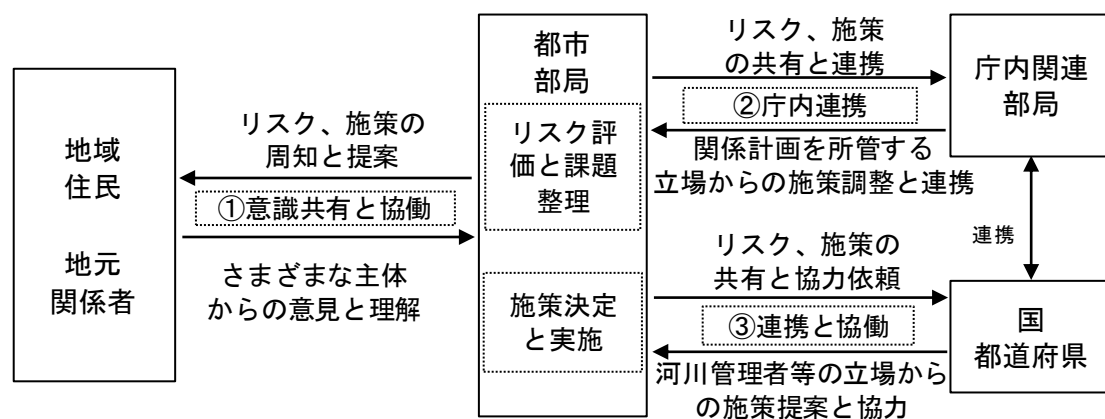 地域
住民
地元
関係者
リスク、施策の
周知と提案
①意識共有と協働
さまざまな主体
からの意見と理解
都市
部局
リスク評
価と課題
整理
施策決定
と実施
リスク、施策
の共有と連携
②庁内連携
関係計画を所管する
立場からの施策調整と連携
リスク、施策の
共有と協力依頼
③連携と協働
河川管理者等の立場から
の施策提案と協力
庁内関連
部局
連携
国
都道府県